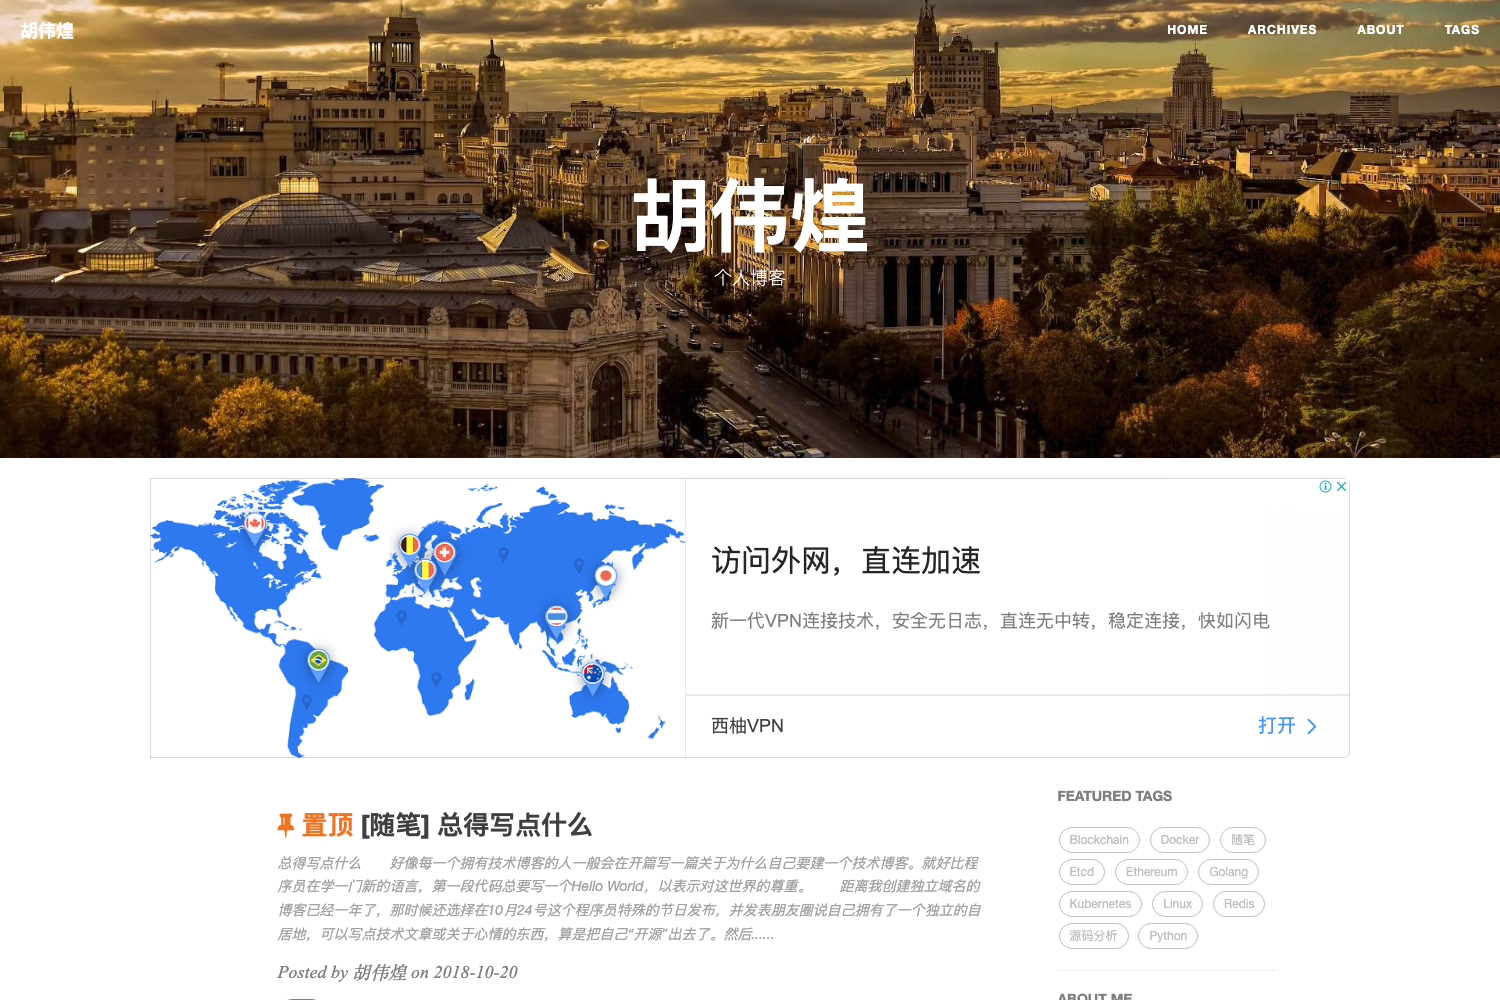 胡伟煌
HOME ARCHIVES ABOUT TAGS
胡伟煌
个人博客
访问外网，直连加速
新一代VPN连接技术，安全无日志，直连无中转，稳定连接，快如闪电
西柚VPN
打开
置顶 [随笔] 总得写点什么
总得写点什么　　好像每一个拥有技术博客的人一般会在开篇写一篇关于为什么自己要建一个技术博客。就好比程
序员在学一门新的语言，第一段代码总要写一个Hello World，以表示对这世界的尊重。　　距离我创建独立域名的
博客已经一年了，那时候还选择在10月24号这个程序员特殊的节日发布，并发表朋友圈说自己拥有了一个独立的自
居地，可以写点技术文章或关于心情的东西，算是把自己“开源”出去了。然后......
Posted by 胡伟煌 on 2018-10-20
FEATURED TAGS
Blockchain Docker 随笔
Etcd Ethereum Golang
Kubernetes Linux Redis
源码分析 Python
ABOUT ME